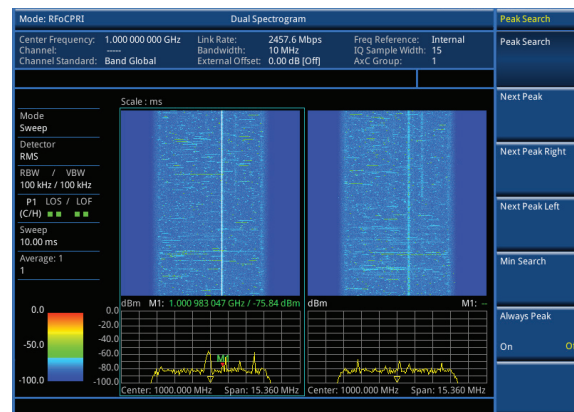 Mode: RFoCPRI
Dual Spectrogram
Peak Search
Center Frequency: 1.000 000 000 GHz
Link Rate: 2457.6 Mbps
Freq Reference: Internal
Channel: -----
Bandwidth: 10 MHz
IQ Sample Width: 15
Channel Standard: Band Global
External Offset: 0.00 dB [Off]
AxC Group: 1
Peak Search
Next Peak
Next Peak Right
Next Peak Left
Min Search
Always Peak
On
Scale : ms
Mode
Sweep
Detector
RMS
RBW / VBW
100 kHz / 100 kHz
P1 LOS / LOF
(C/H)
Sweep
10.00 ms
Average: 1
1
0.0
-50.0
-100.0
dBm M1: 1.000 983 047 GHz / -75.84 dBm
0.0
-20.0
-40.0
-60.0
-80.0
-100.0
M1
Center: 1000.000 MHz Span: 15.360 MHz
dBm M1: --
Center: 1000.000 MHz Span: 15.360 MHz